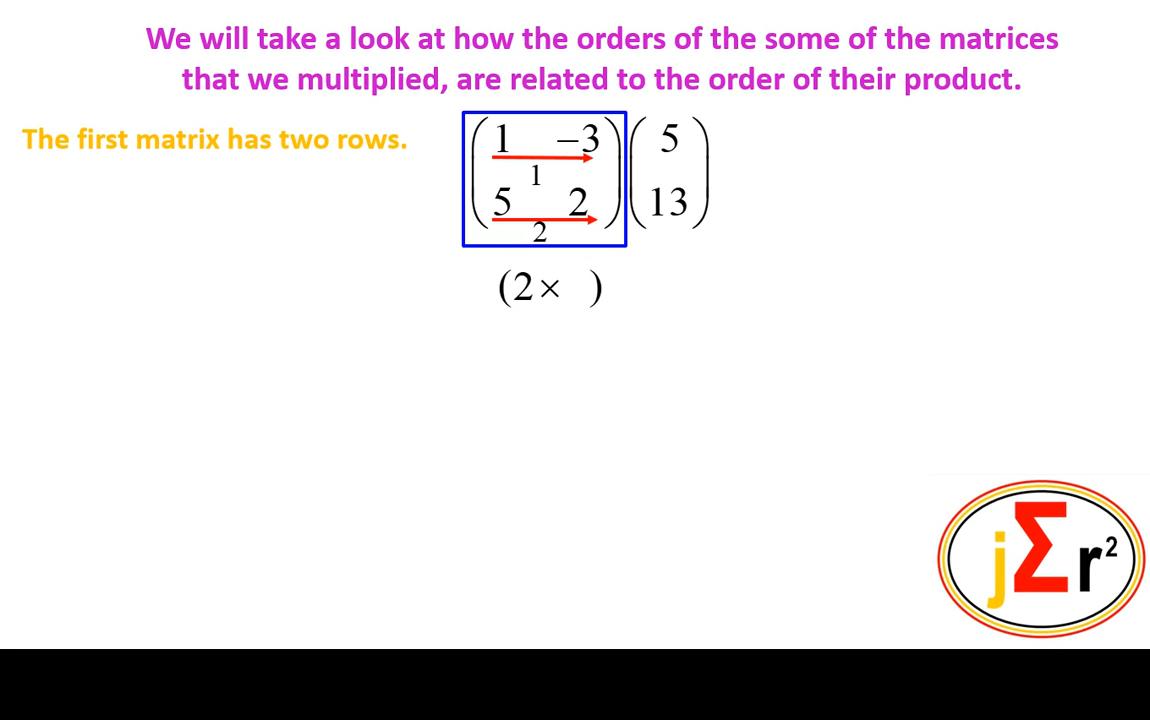 We will take a look at how the orders of the some of the matrices
that we multiplied, are related to the order of their product.
The first matrix has two rows.
1 −3 5
1
5 2 13
2
(2× )
jΣr²